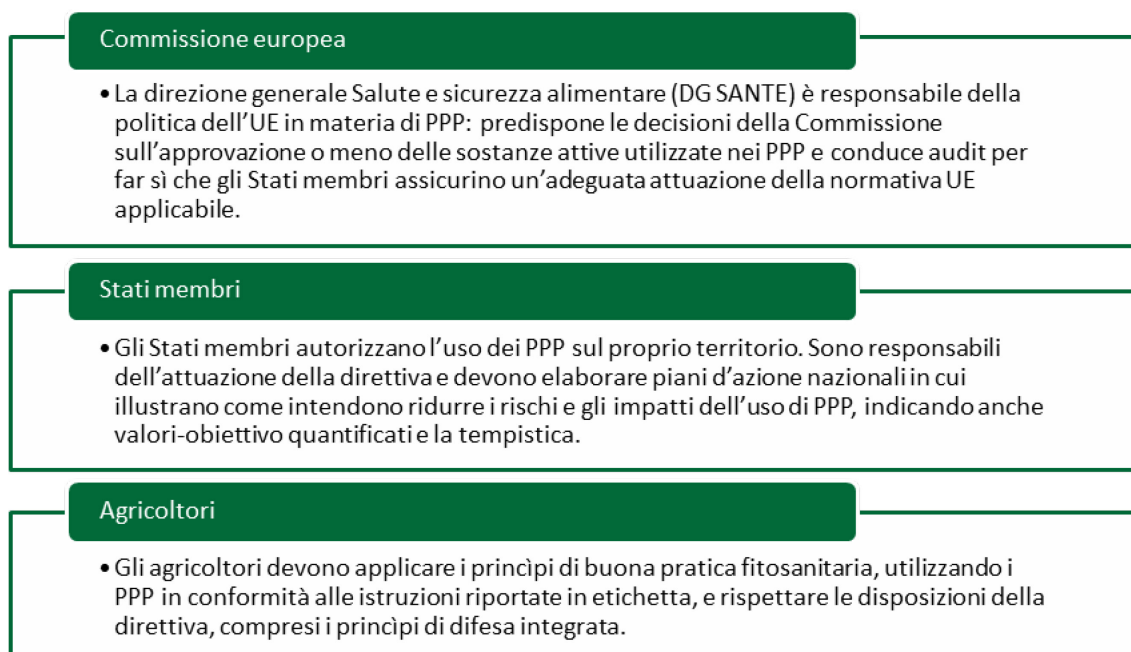 Commissione europea
• La direzione generale Salute e sicurezza alimentare (DG SANTE) è responsabile della
politica dell’UE in materia di PPP: predispone le decisioni della Commissione
sull’approvazione o meno delle sostanze attive utilizzate nei PPP e conduce audit per
far sì che gli Stati membri assicurino un’adeguata attuazione della normativa UE
applicabile.
Stati membri
• Gli Stati membri autorizzano l’uso dei PPP sul proprio territorio. Sono responsabili
dell’attuazione della direttiva e devono elaborare piani d’azione nazionali in cui
illustrano come intendono ridurre i rischi e gli impatti dell’uso di PPP, indicando anche
valori-obiettivo quantificati e la tempistica.
Agricoltori
• Gli agricoltori devono applicare i princìpi di buona pratica fitosanitaria, utilizzando i
PPP in conformità alle istruzioni riportate in etichetta, e rispettare le disposizioni della
direttiva, compresi i princìpi di difesa integrata.